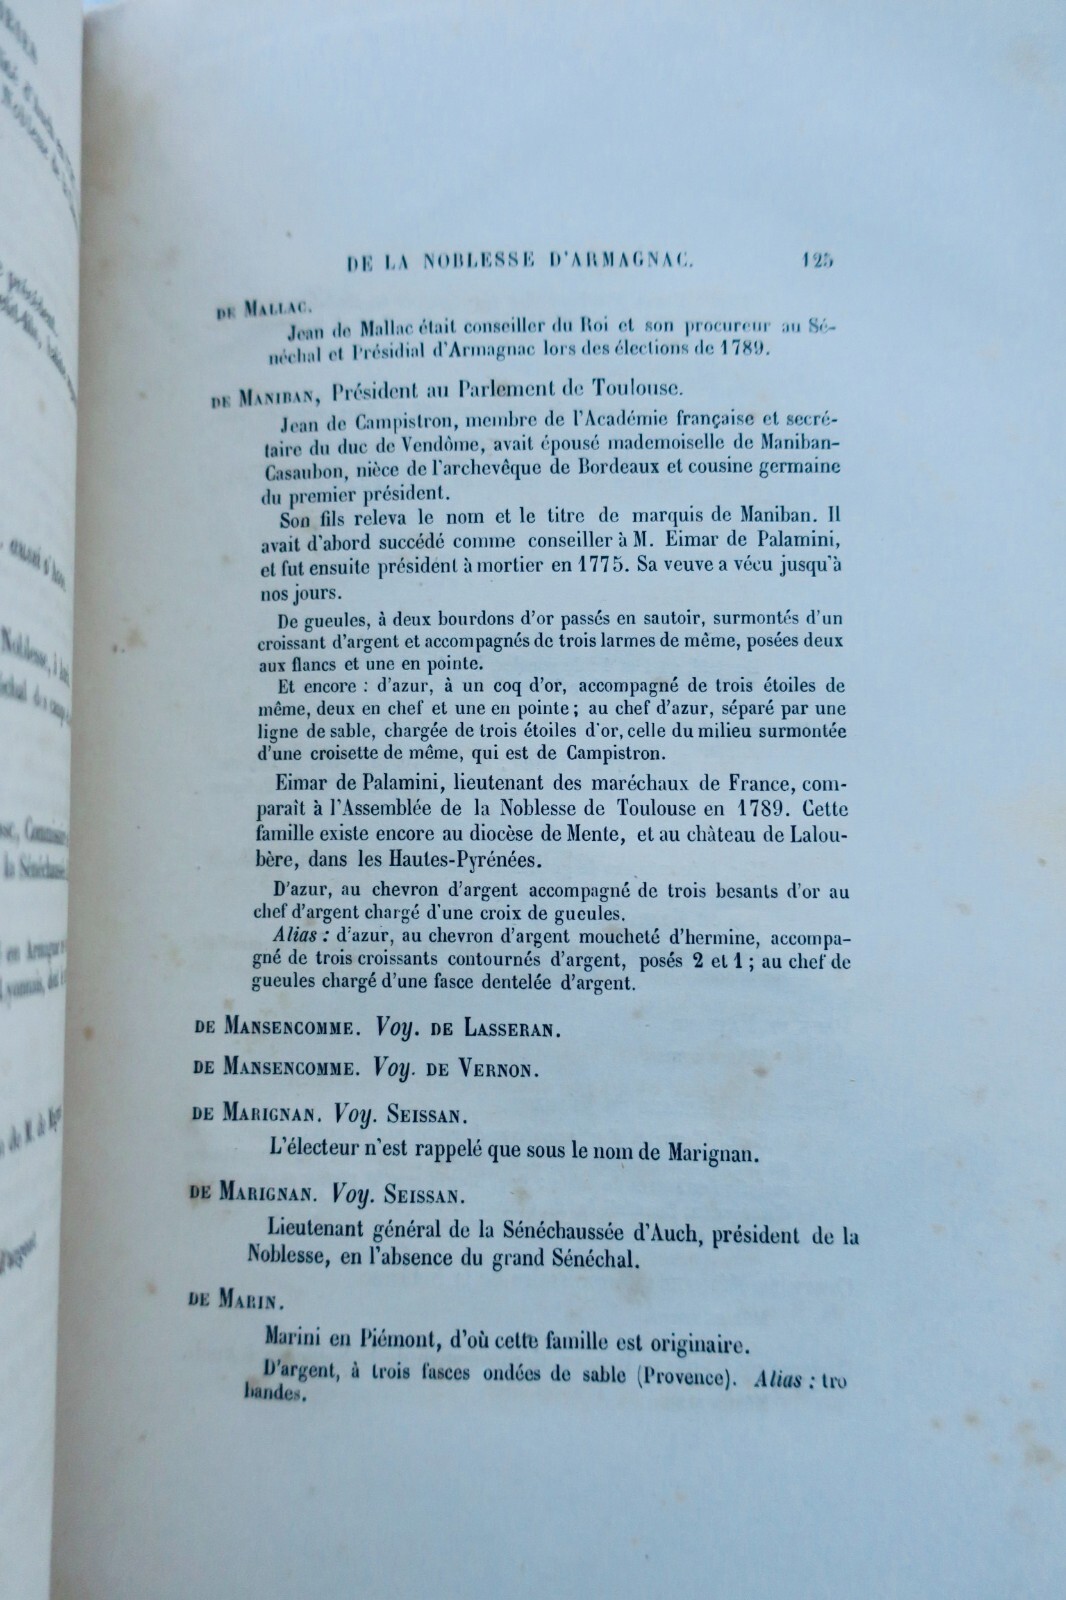 DE LA NOBLESSE D'ARMAGNAC. 125
DE MALLAC.
Jean de Mallac était conseiller du Roi et son procureur au Sé-
néchal et Présidial d'Armagnac lors des élections de 1789.
DE MANIBAN, Président au Parlement de Toulouse.
Jean de Campistron, membre de l'Académie française et secré-
taire du duc de Vendôme, avait épousé mademoiselle de Maniban-
Casaubon, nièce de l'archevêque de Bordeaux et cousine germaine
du premier président.
Son fils releva le nom et le titre de marquis de Maniban. Il
avait d'abord succédé comme conseiller à M. Eimar de Palamini,
et fut ensuite président à mortier en 1775. Sa veuve a vécu jusqu'à
nos jours.
De gueules, à deux bourdons d'or passés en sautoir, surmontés d'un
croissant d'argent et accompagnés de trois larmes de même, posées deux
aux flancs et une en pointe.
Et encore : d'azur, à un coq d'or, accompagné de trois étoiles de
même, deux en chef et une en pointe ; au chef d'azur, séparé par une
ligne de sable, chargée de trois étoiles d'or, celle du milieu surmontée
d'une croisette de même, qui est de Campistron.
Eimar de Palamini, lieutenant des maréchaux de France, com-
paraît à l'Assemblée de la Noblesse de Toulouse en 1789. Cette
famille existe encore au diocèse de Mente, et au château de Lalou-
bère, dans les Hautes-Pyrénées.
D'azur, au chevron d'argent accompagné de trois besants d'or au
chef d'argent chargé d'une croix de gueules.
Alias : d'azur, au chevron d'argent moucheté d'hermine, accompa-
gné de trois croissants contournés d'argent, posés 2 et 1 ; au chef de
gueules chargé d'une fasce dentelée d'argent.
DE MANSENCOMME. Voy. DE LASSERAN.
DE MANSENCOMME. Voy. DE VERNON.
DE MARIGNAN. Voy. SEISSAN.
L'électeur n'est rappelé que sous le nom de Marignan.
DE MARIGNAN. Voy. SEISSAN.
Lieutenant général de la Sénéchaussée d'Auch, président de la
Noblesse, en l'absence du grand Sénéchal.
DE MARIN.
Marini en Piémont, d'où cette famille est originaire.
D'argent, à trois fasces ondées de sable (Provence). Alias : tro
bandes.